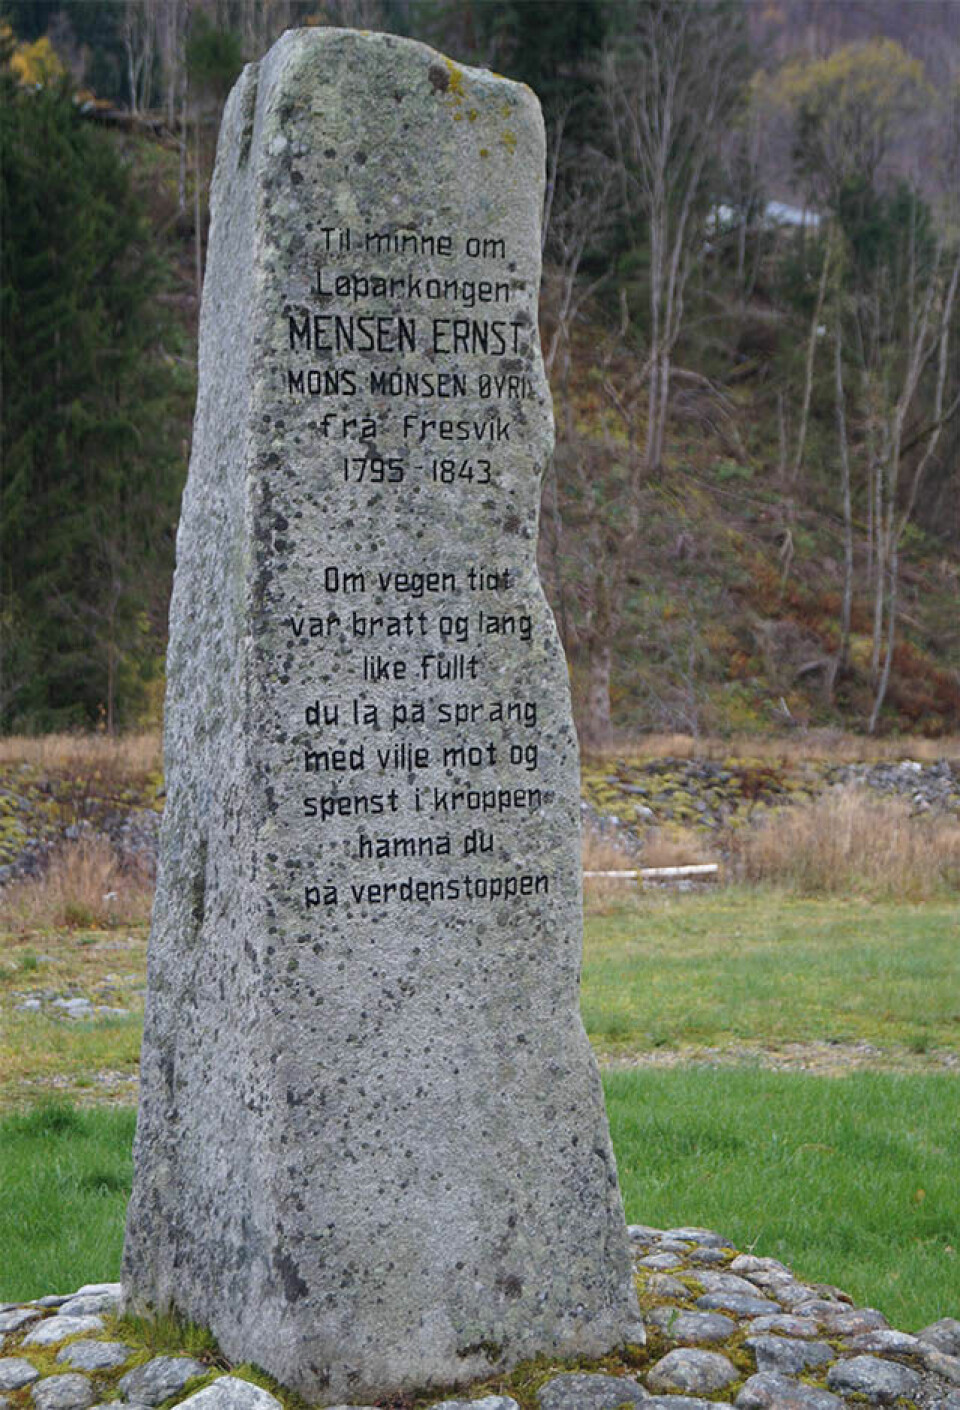 Til minne om
Løparkongen
MENSEN ERNST
MONS MONSEN ØYRI
frå Fresvik
1795 - 1843
Om vegen tidt
var bratt og lang
like fullt
du la på sprang
med vilje mot og
spenst i kroppen
hamna du
på verdenstoppen